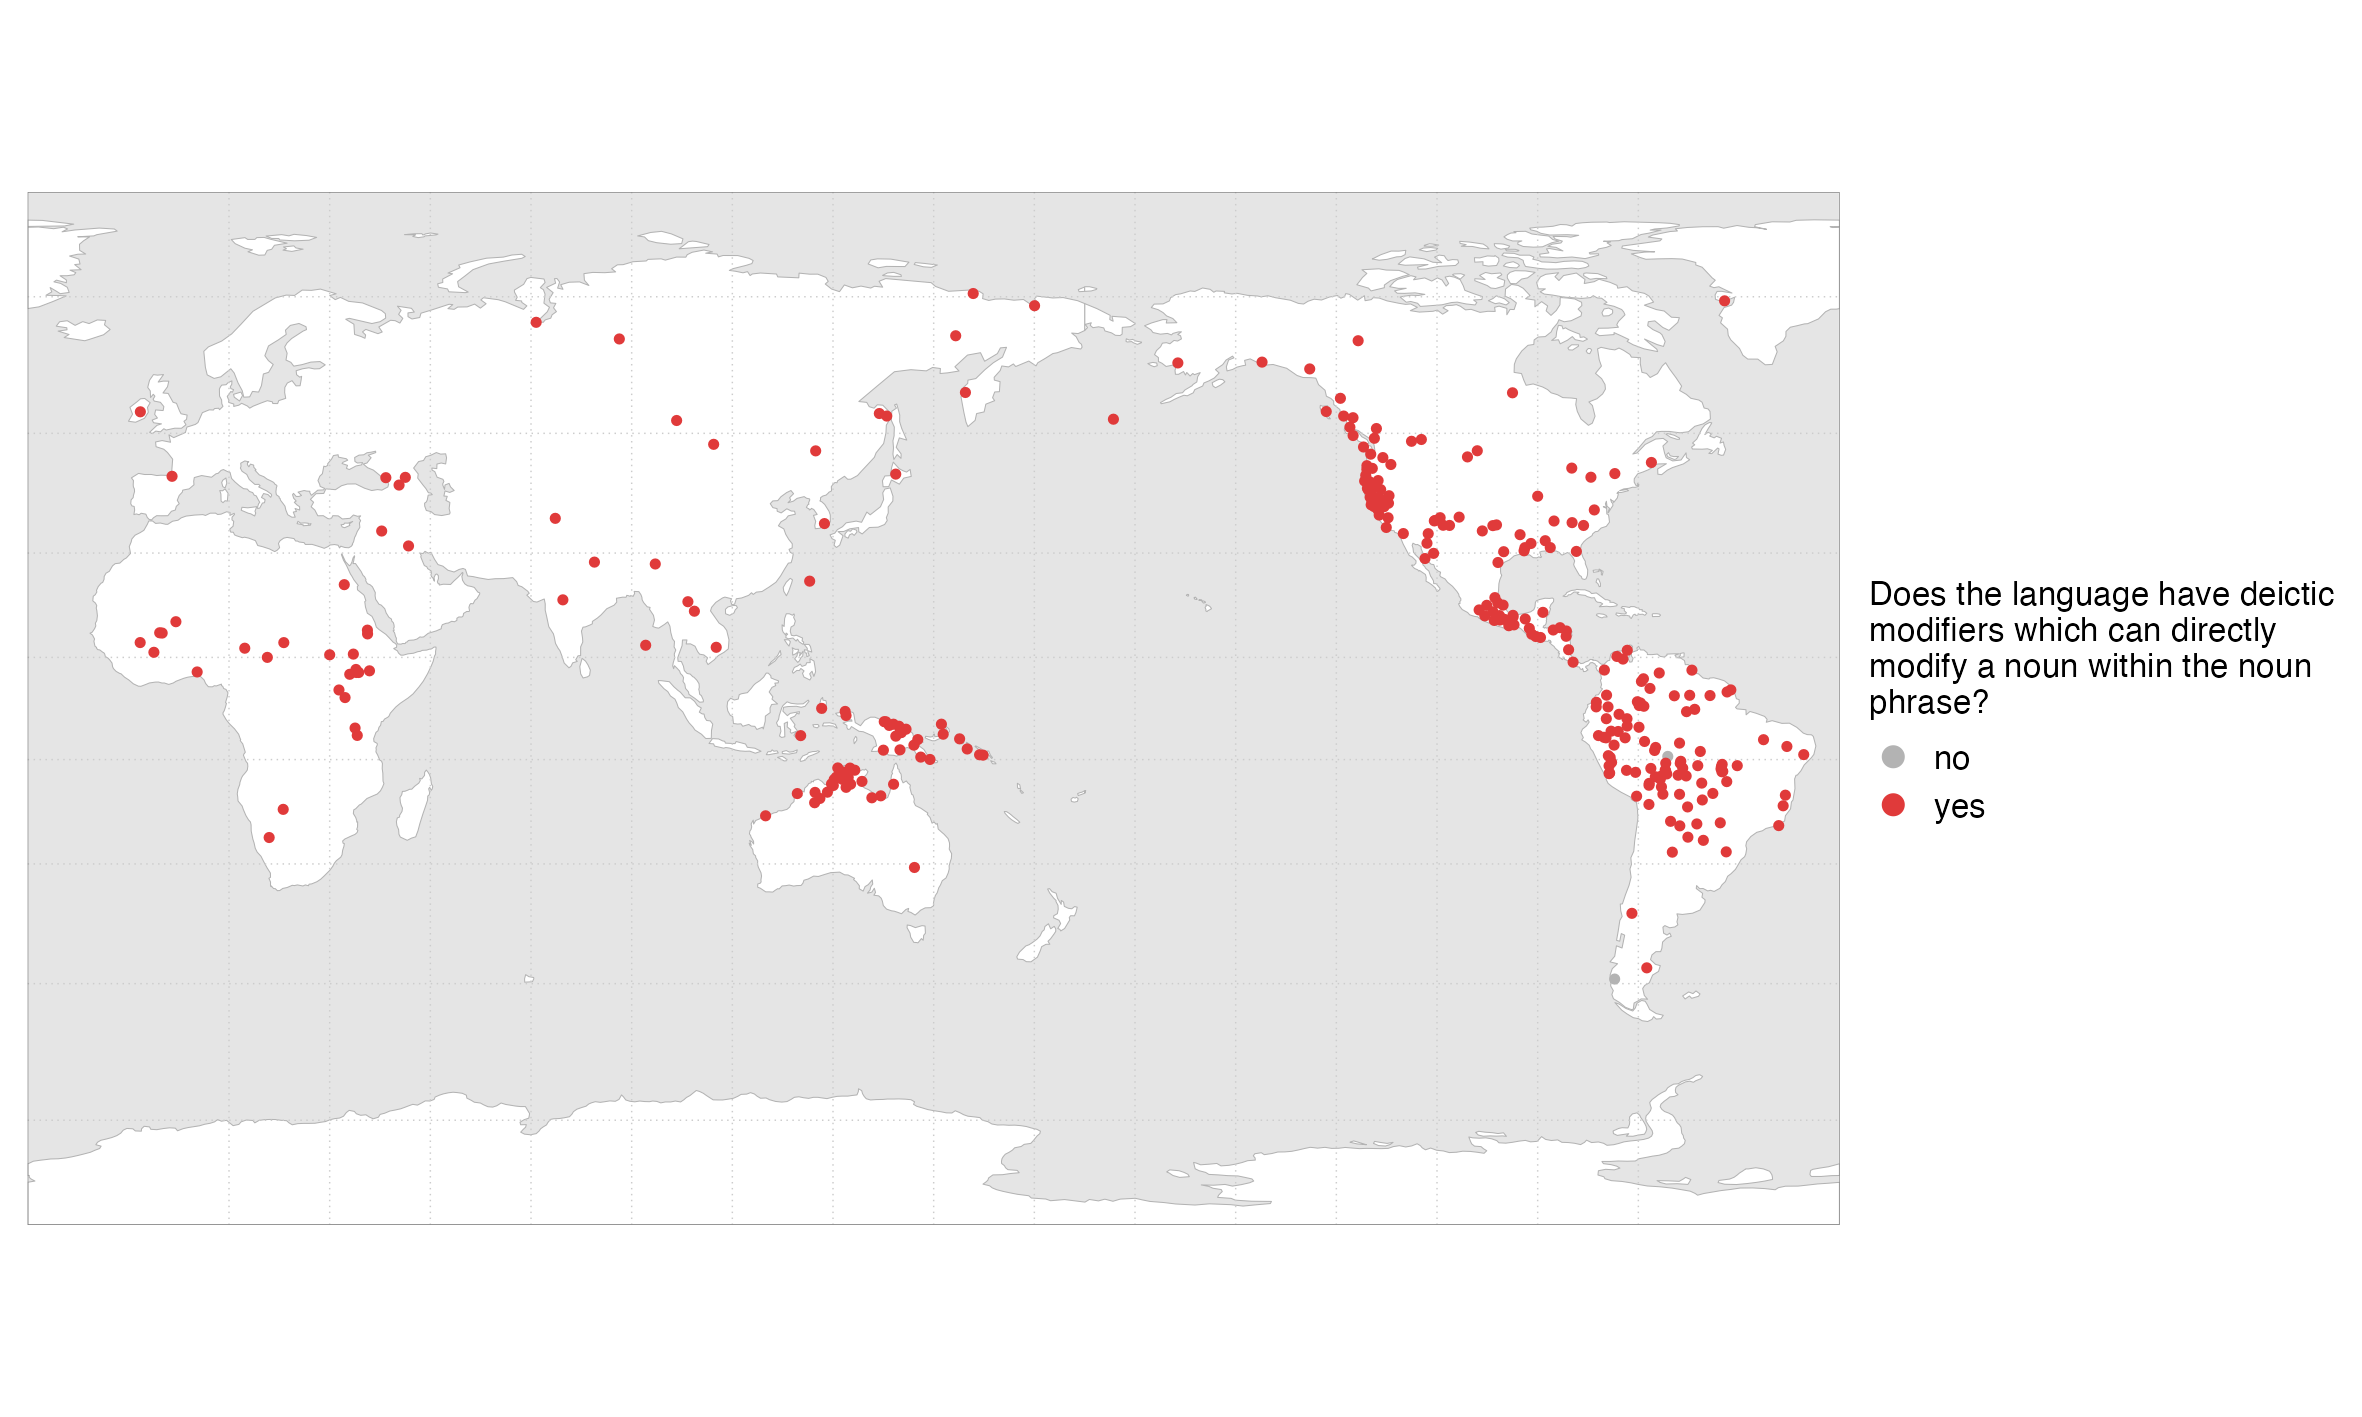 Does the language have deictic
modifiers which can directly
modify a noun within the noun
phrase?
no
yes